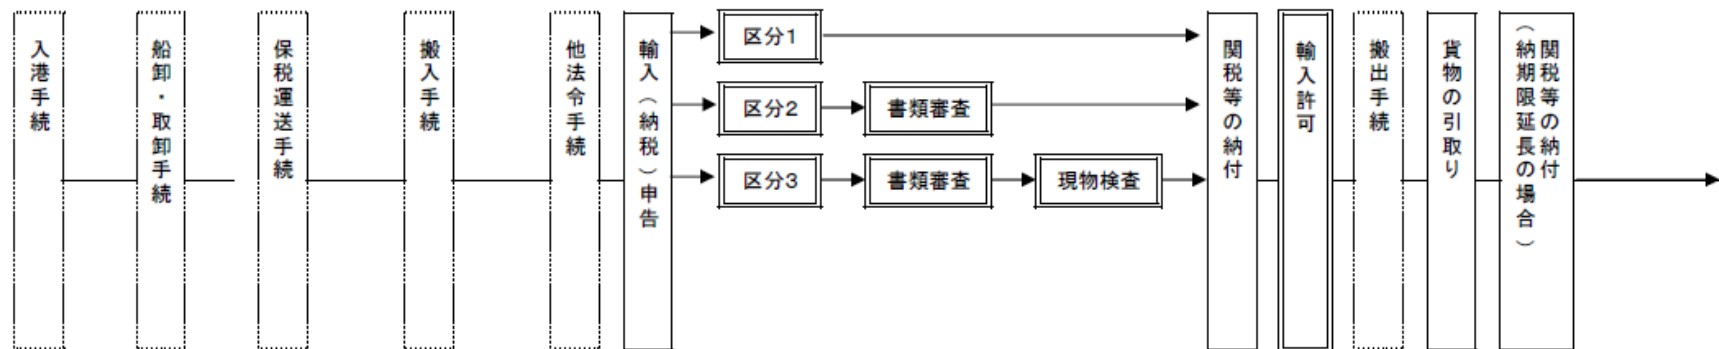 入港手続
船卸・取卸手続
保税運送手続
搬入手続
他法令手続
輸入（納税）申告
区分1
区分2
書類審査
区分3
書類審査
現物検査
関税等の納付
輸入許可
搬出手続
貨物の引取り
関税等の納付
（納期限延長の場合）